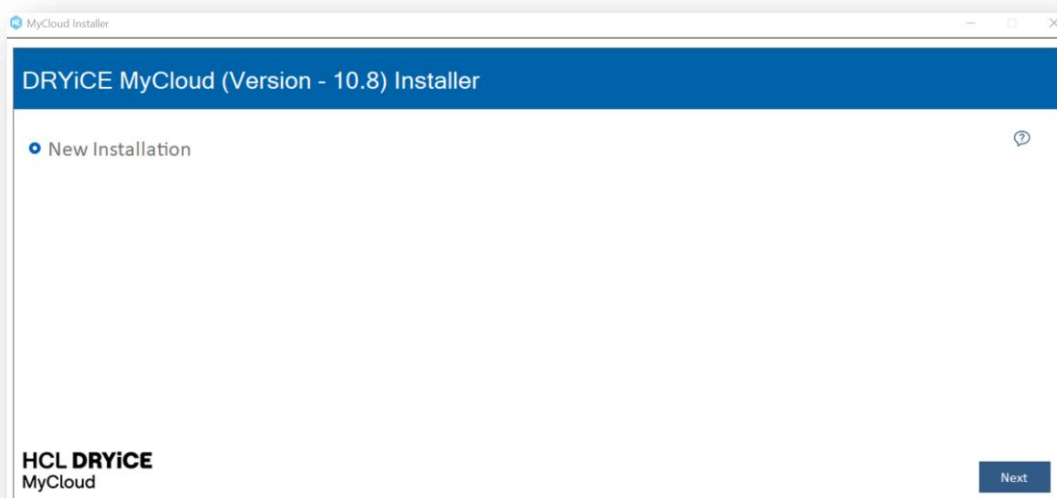 MyCloud Installer
DRYiCE MyCloud (Version - 10.8) Installer
New Installation
HCL DRYiCE
MyCloud
Next